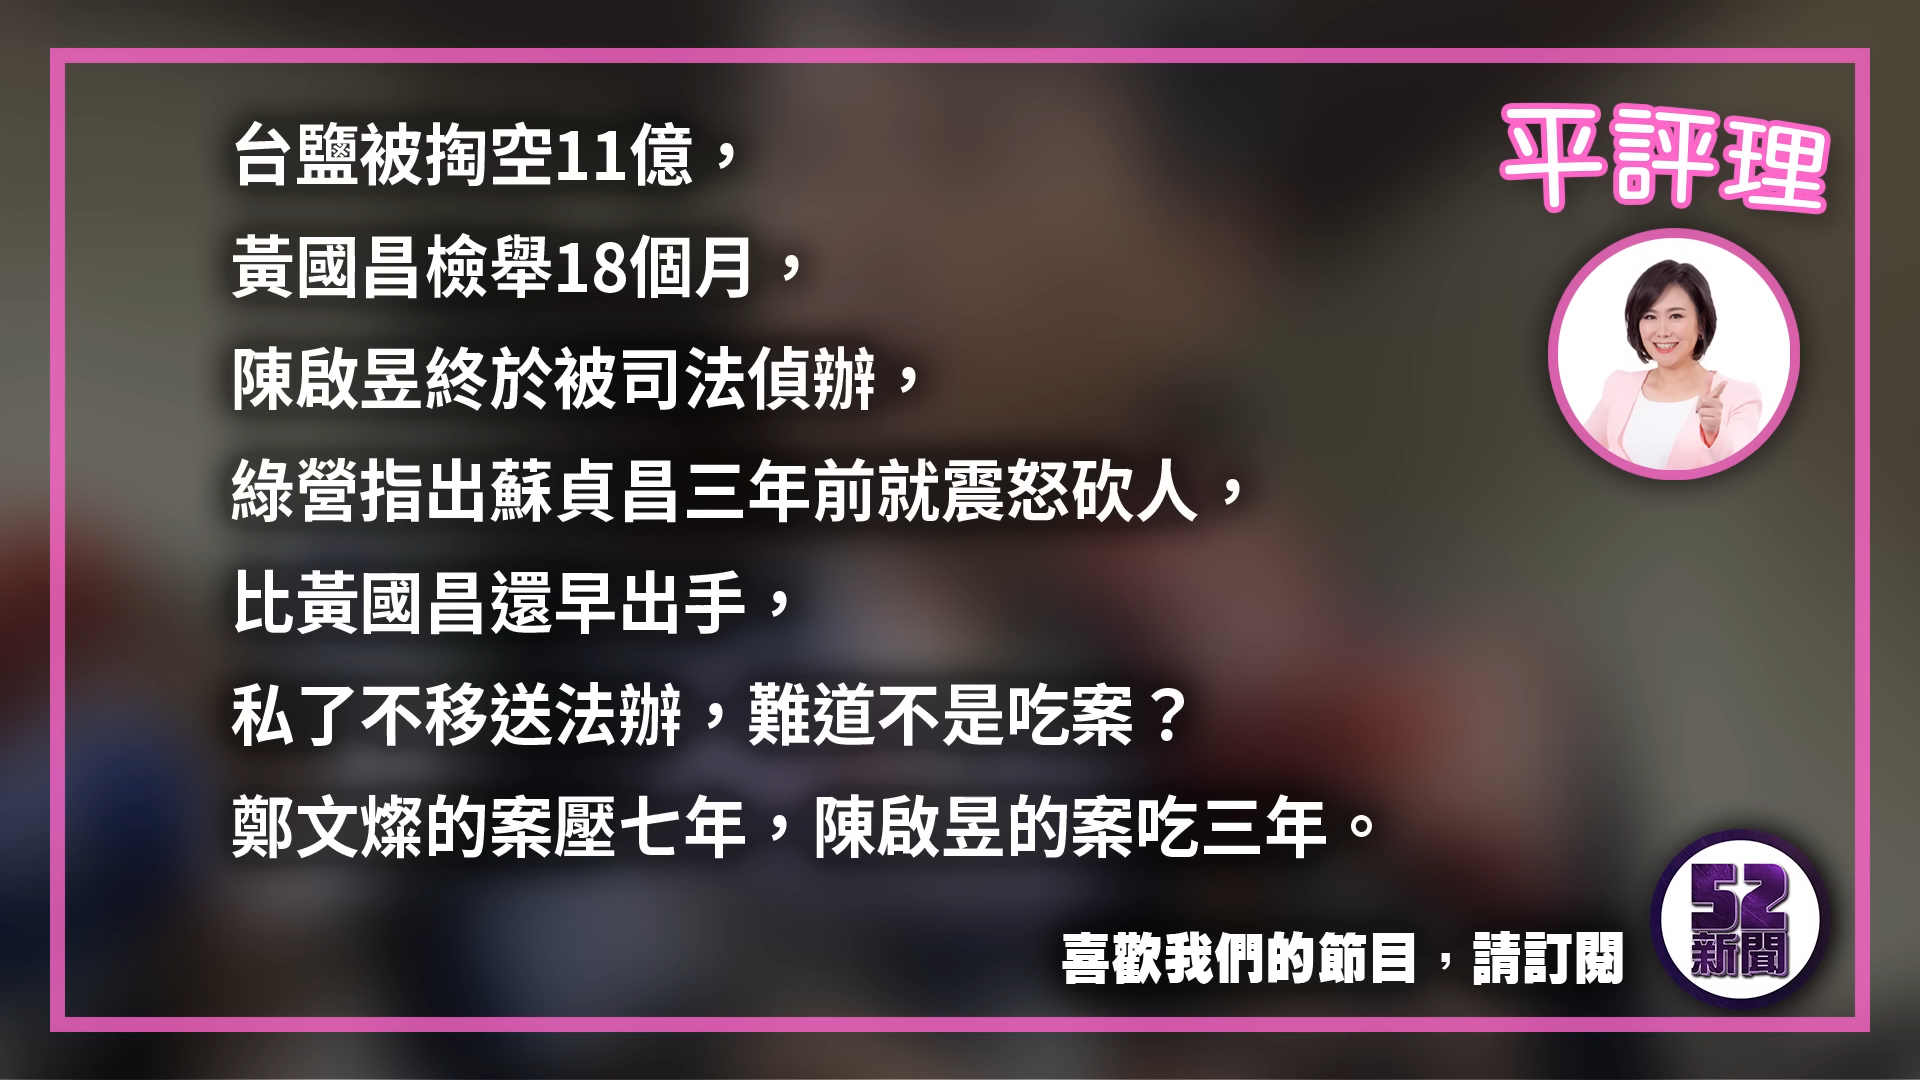 台鹽被掏空11億，
黃國昌檢舉18個月，
陳啟昱終於被司法偵辦，
綠營指出蘇貞昌三年前就震怒砍人，
比黃國昌還早出手，
私了不移送法辦，難道不是吃案？
鄭文燦的案壓七年，陳啟昱的案吃三年。
平評理
喜歡我們的節目，請訂閱
52
新聞